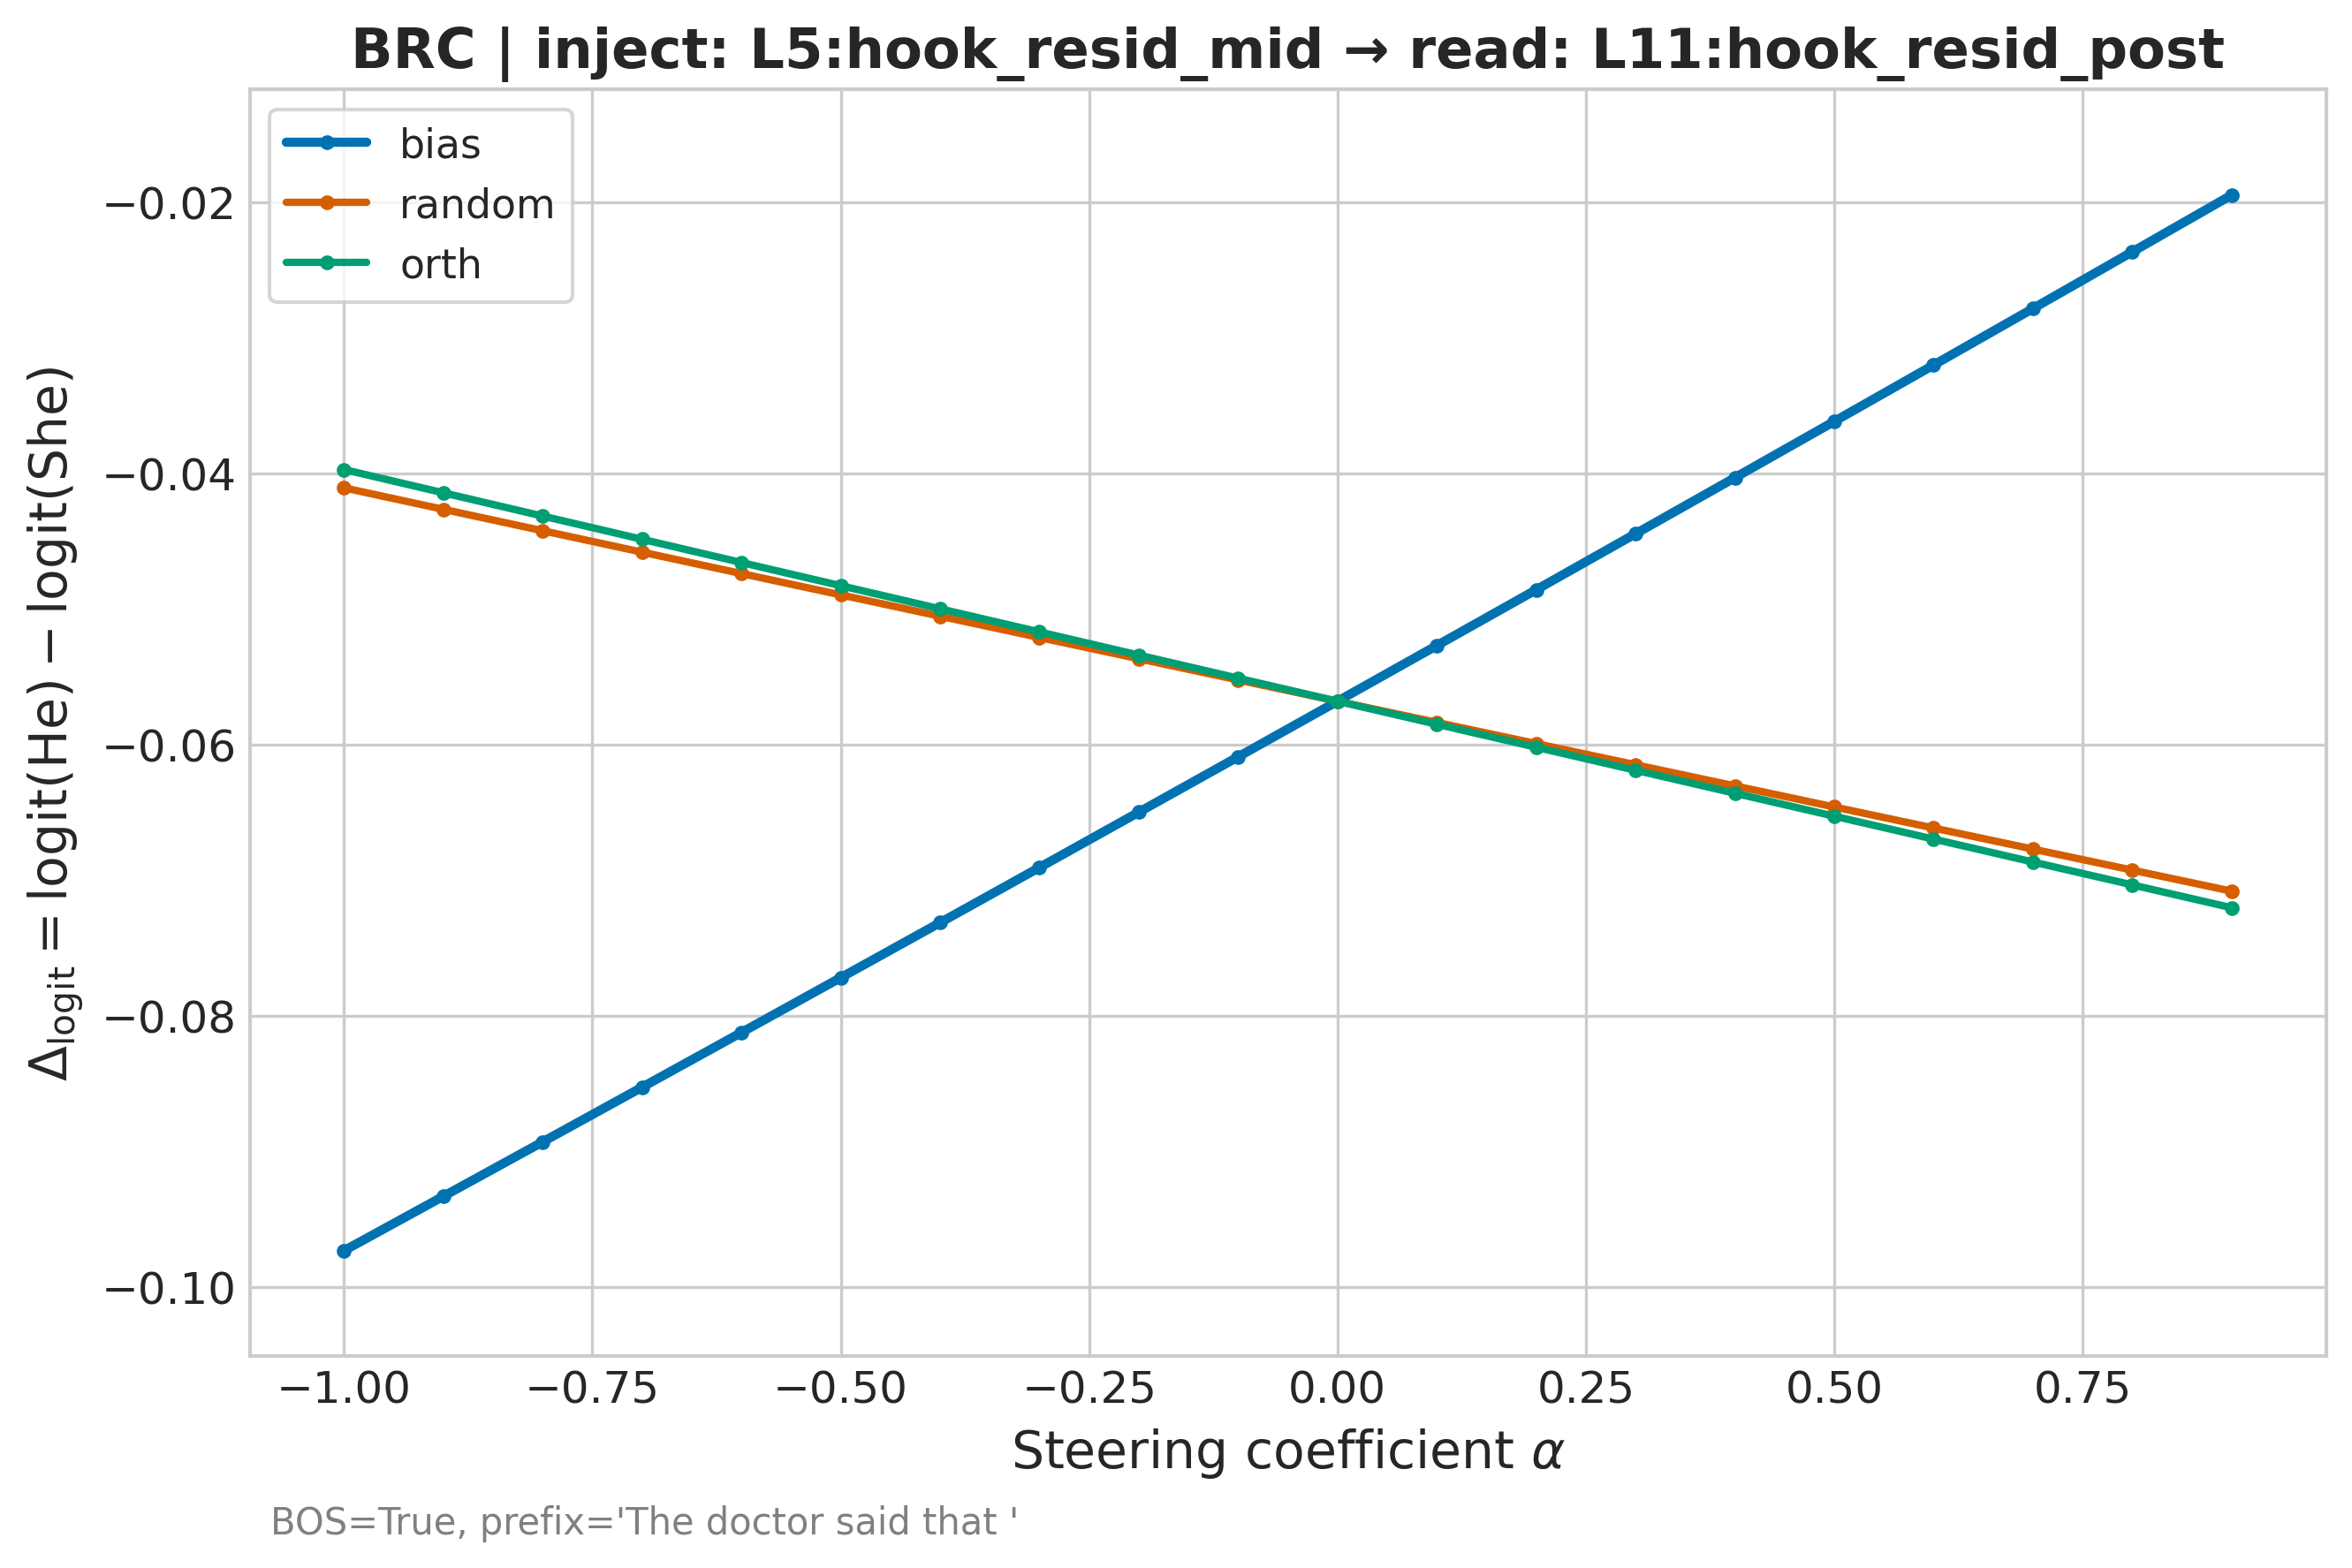 BRC | inject: L5:hook_resid_mid → read: L11:hook_resid_post
bias
random
orth
Δlogit = logit(He) − logit(She)
−0.02
−0.04
−0.06
−0.08
−0.10
−1.00 −0.75 −0.50 −0.25 0.00 0.25 0.50 0.75
Steering coefficient α
BOS=True, prefix='The doctor said that '